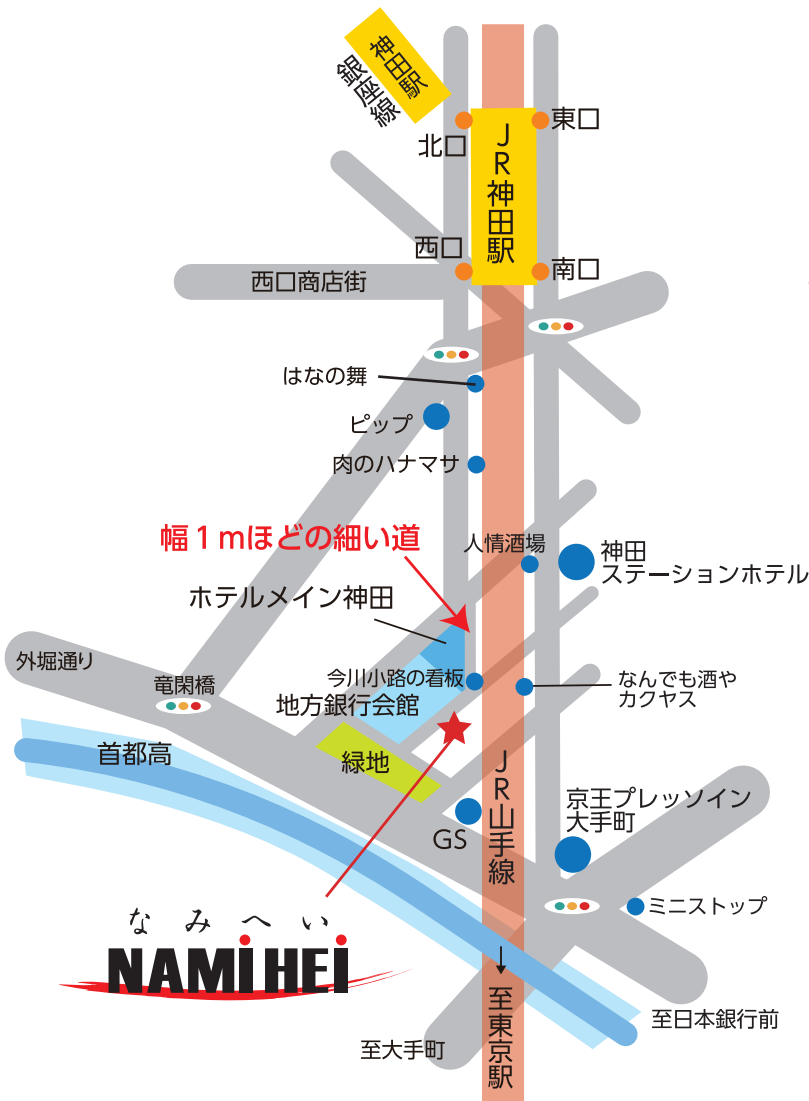 神田駅
銀座線
東口
北口
JR神田駅
西口
南口
西口商店街
はなの舞
ピップ
肉のハナマサ
幅1mほどの細い道
人情酒場
神田
ステーションホテル
ホテルメイン神田
外堀通り
竜閑橋
今川小路の看板
地方銀行会館
なんでも酒や
カクヤス
首都高
緑地
JR山手線
京王プレッソイン
大手町
GS
ミニストップ
なみへい
NAMIHEI
↓至東京駅
至日本銀行前
至大手町